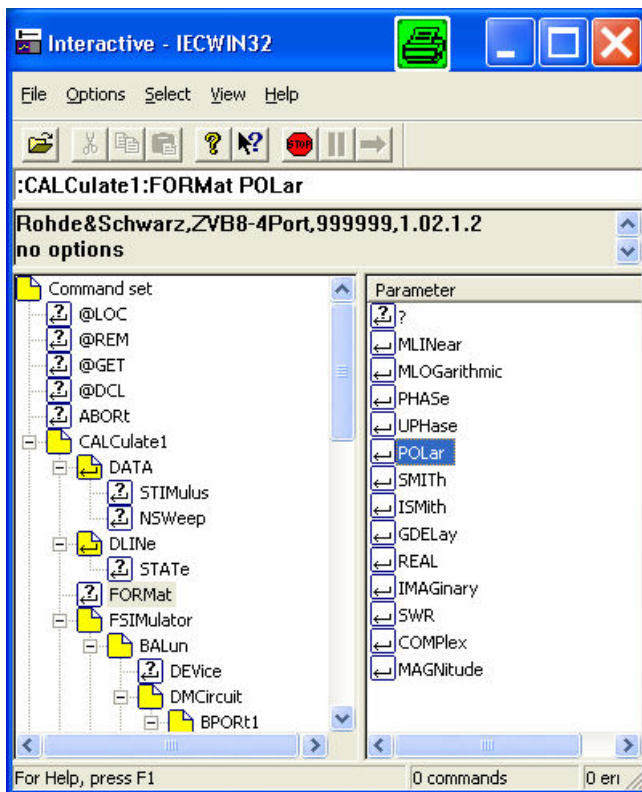 Interactive - IECWIN32
File Options Select View Help
STOP
:CALCulate1:FORMat POLar
Rohde&Schwarz,ZVB8-4Port,999999,1.02.1.2
no options
Command set
@LOC
@REM
@GET
@DCL
ABORt
CALCulate1
DATA
STIMulus
NSWeep
DLINe
STATe
FORMat
FSIMulator
BALun
DEVice
DMCircuit
BPORt1
Parameter
?
MLINear
MLOGarithmic
PHASe
UPHase
POLar
SMITh
ISMith
GDELay
REAL
IMAGinary
SWR
COMPlex
MAGNitude
For Help, press F1
0 commands
0 err